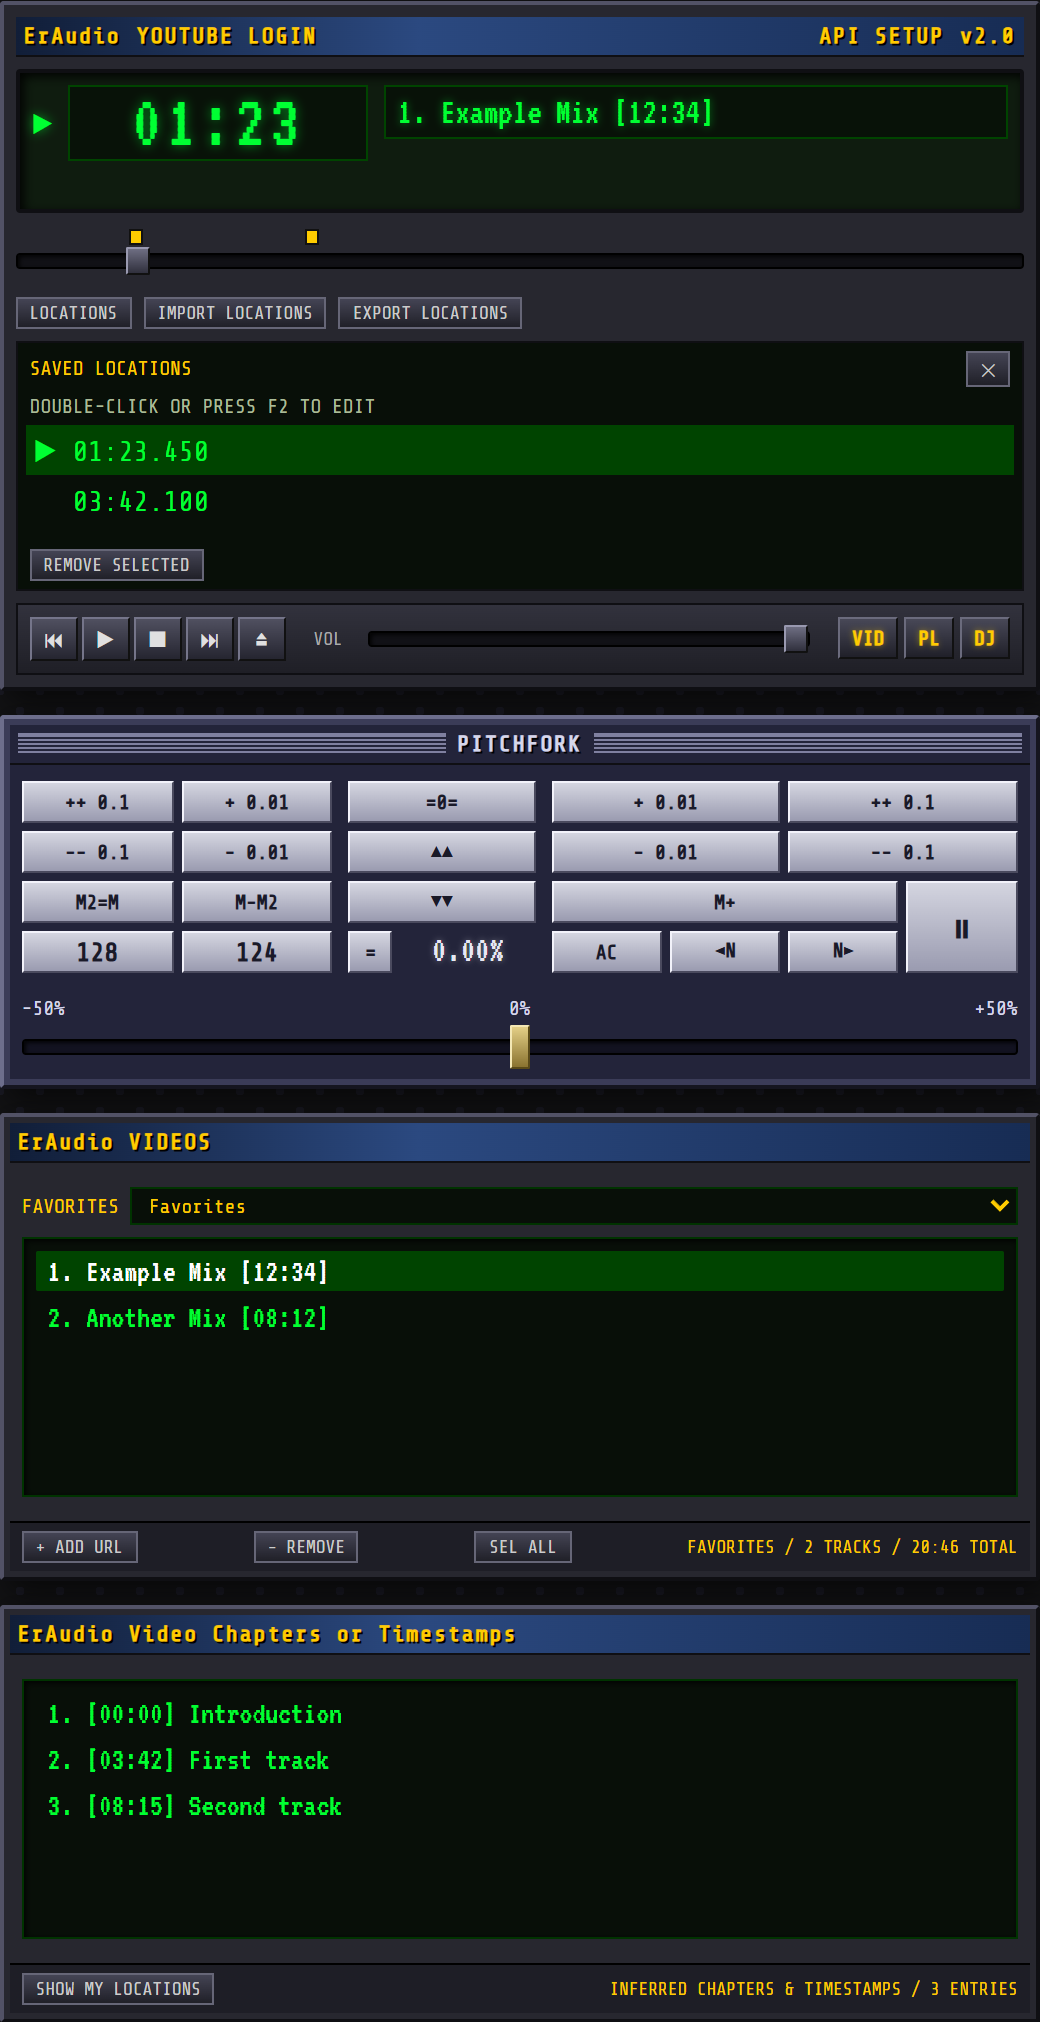 ErAudio YOUTUBE LOGIN API SETUP v2.0
01:23 1. Example Mix [12:34]
LOCATIONS IMPORT LOCATIONS EXPORT LOCATIONS
SAVED LOCATIONS
DOUBLE-CLICK OR PRESS F2 TO EDIT
01:23.450
03:42.100
REMOVE SELECTED
VOL VID PL DJ
PITCHFORK
++ 0.1 + 0.01 =0= + 0.01 ++ 0.1
-- 0.1 - 0.01 ▲▲ - 0.01 -- 0.1
M2=M M-M2 ▼▼ M+
128 124 = 0.00% AC ◄N N►
-50% 0% +50%
ErAudio VIDEOS
FAVORITES Favorites
1. Example Mix [12:34]
2. Another Mix [08:12]
+ ADD URL - REMOVE SEL ALL FAVORITES / 2 TRACKS / 20:46 TOTAL
ErAudio Video Chapters or Timestamps
1. [00:00] Introduction
2. [03:42] First track
3. [08:15] Second track
SHOW MY LOCATIONS INFERRED CHAPTERS & TIMESTAMPS / 3 ENTRIES